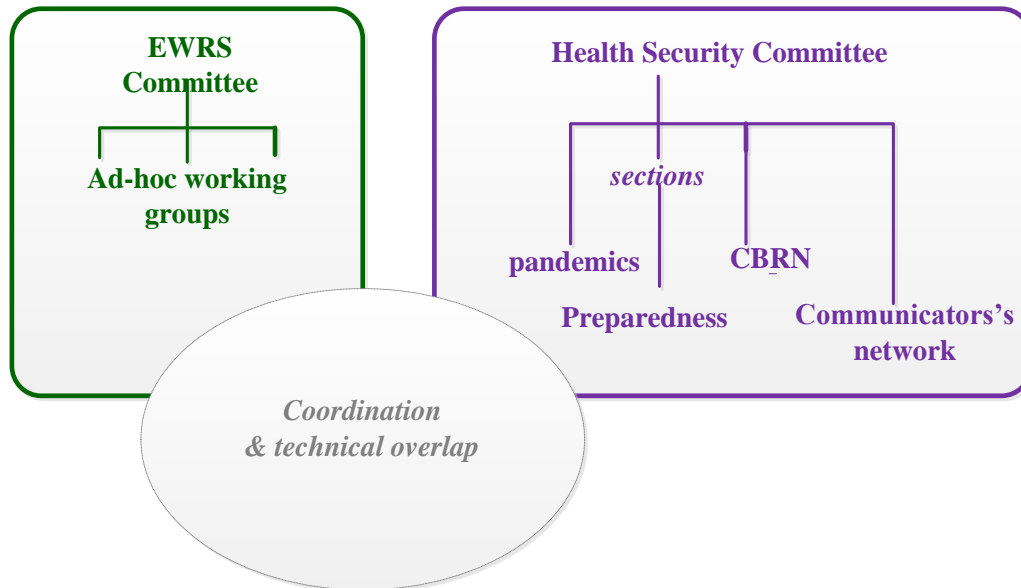 EWRS
Committee
Ad-hoc working
groups
Health Security Committee
sections
pandemics
CBRN
Preparedness
Communicators’s
network
Coordination
& technical overlap